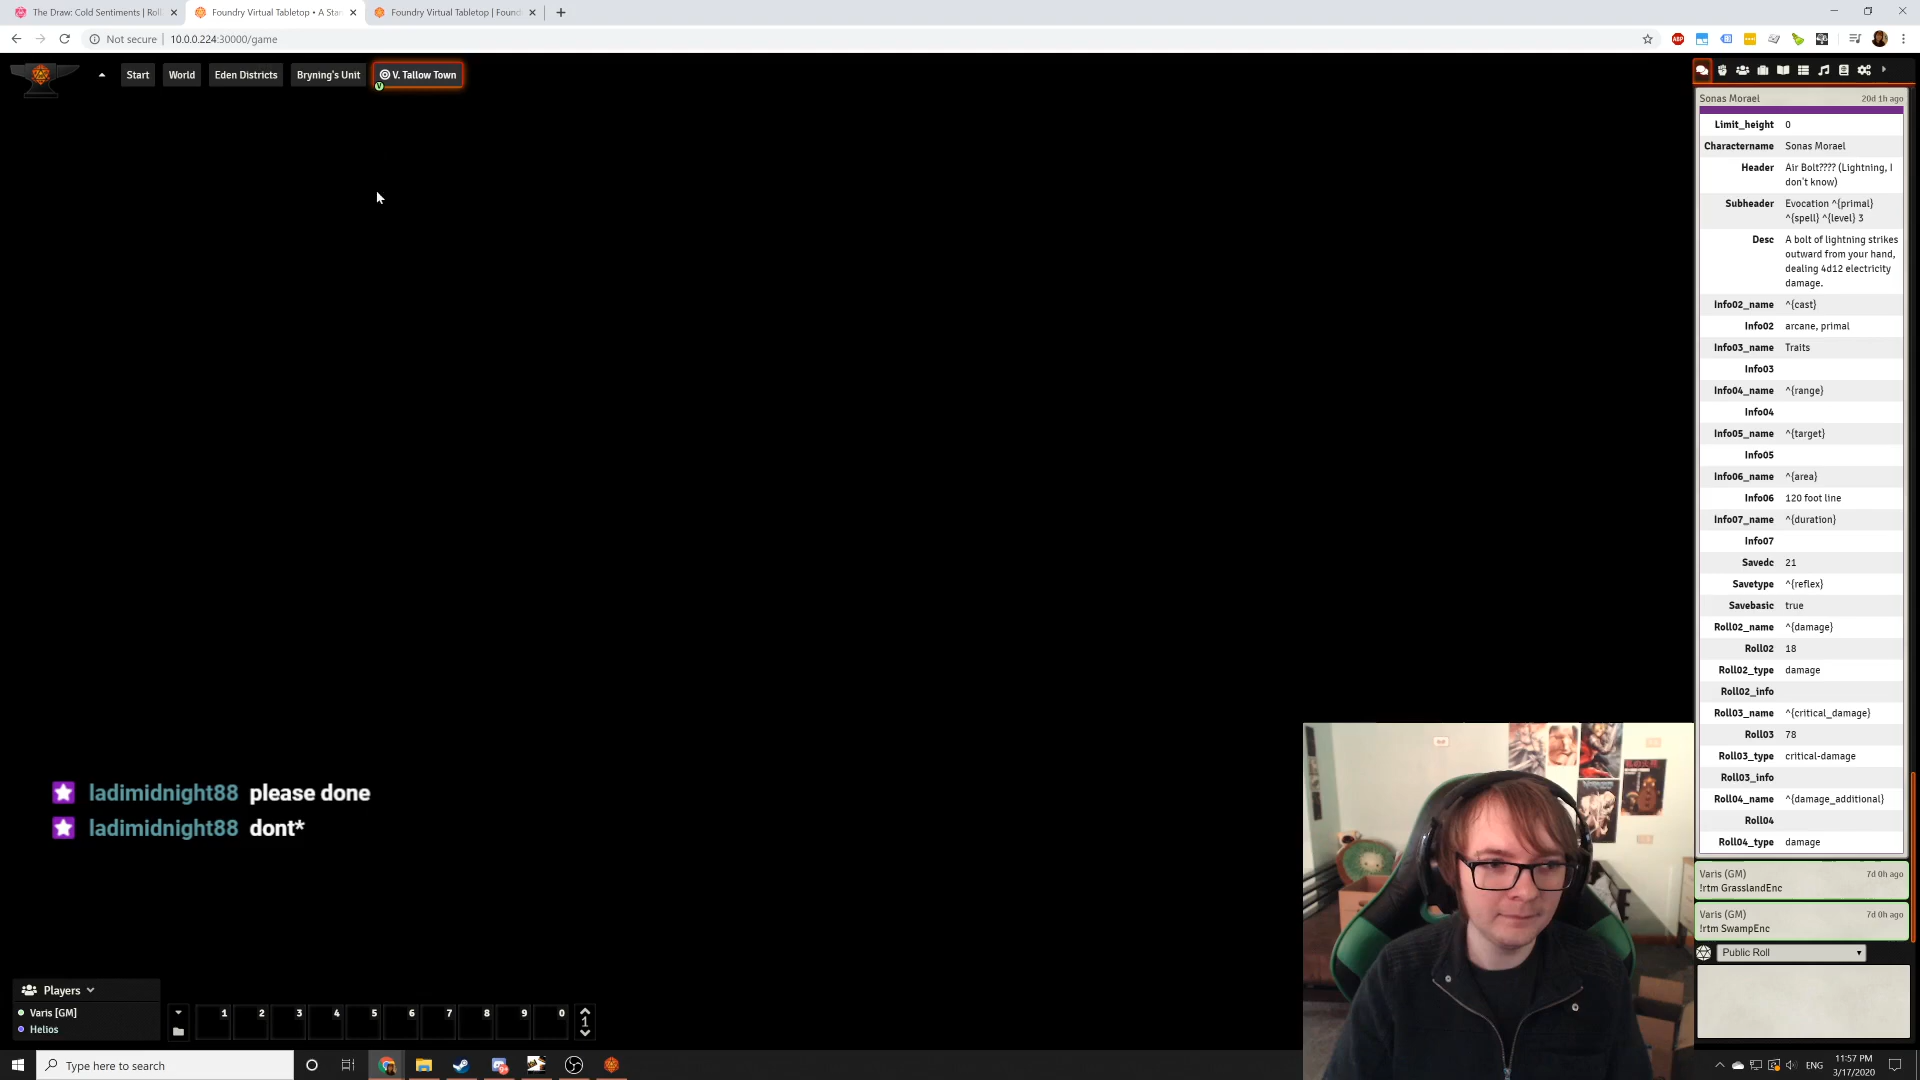 The Draw: Cold Sentiments | Roll
Foundry Virtual Tabletop • A Sta
Foundry Virtual Tabletop | Found
Not secure | 10.0.0.224:30000/game
ABP
Start
World
Eden Districts
Bryning's Unit
V. Tallow Town
V
Sonas Morael
20d 1h ago
Limit_height 0
Charactername Sonas Morael
Header Air Bolt???? (Lightning, I
don't know)
Subheader Evocation ^{primal}
^{spell} ^{level} 3
Desc A bolt of lightning strikes
outward from your hand,
dealing 4d12 electricity
damage.
Info02_name ^{cast}
Info02 arcane, primal
Info03_name Traits
Info03
Info04_name ^{range}
Info04
Info05_name ^{target}
Info05
Info06_name ^{area}
Info06 120 foot line
Info07_name ^{duration}
Info07
Savedc 21
Savetype ^{reflex}
Savebasic true
Roll02_name ^{damage}
Roll02 18
Roll02_type damage
Roll02_info
Roll03_name ^{critical_damage}
Roll03 78
Roll03_type critical-damage
Roll03_info
Roll04_name ^{damage_additional}
Roll04
Roll04_type damage
Varis (GM) 7d 0h ago
!rtm GrasslandEnc
Varis (GM) 7d 0h ago
!rtm SwampEnc
Public Roll
ladimidnight88 please done
ladimidnight88 dont*
Players
Varis [GM]
Helios
1 2 3 4 5 6 7 8 9 0
1
Type here to search
ENG
11:57 PM
3/17/2020